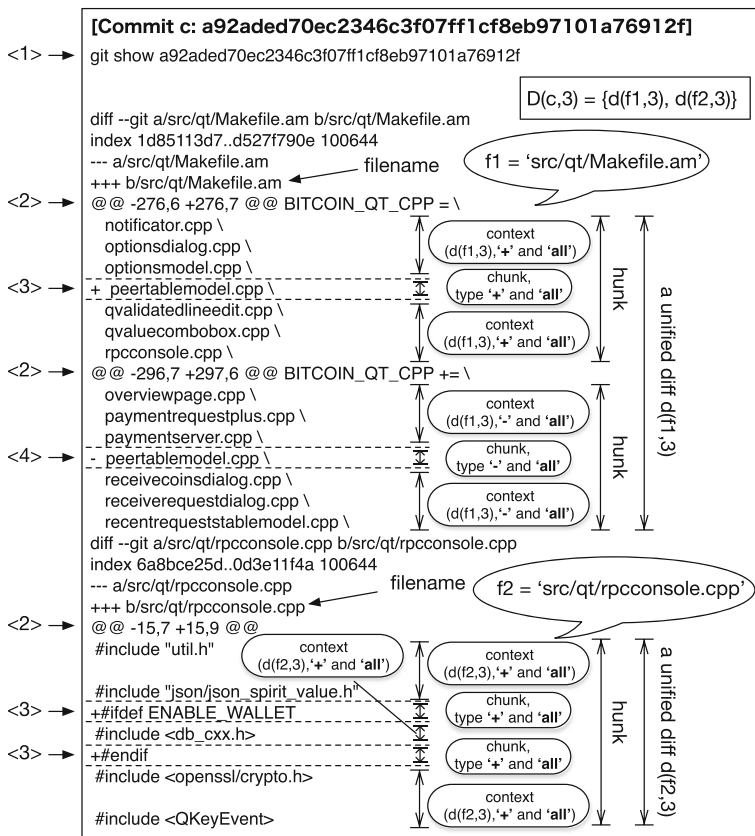 [Commit c: a92aded70ec2346c3f07ff1cf8eb97101a76912f]
<1> git show a92aded70ec2346c3f07ff1cf8eb97101a76912f
D(c,3) = {d(f1,3), d(f2,3)}
diff --git a/src/qt/Makefile.am b/src/qt/Makefile.am
index 1d85113d7..d527f790e 100644
--- a/src/qt/Makefile.am
filename
f1 = 'src/qt/Makefile.am'
+++ b/src/qt/Makefile.am
<2> @@ -276,6 +276,7 @@ BITCOIN_QT_CPP = \
notificator.cpp \
optionsdialog.cpp \
optionsmodel.cpp \
context
(d(f1,3),'+' and 'all')
<3> + peertablemodel.cpp \
chunk,
type '+' and 'all'
qvalidatedlineedit.cpp \
qvaluecombobox.cpp \
rpcconsole.cpp \
context
(d(f1,3),'+' and 'all')
hunk
<2> @@ -296,7 +297,6 @@ BITCOIN_QT_CPP += \
overviewpage.cpp \
paymentrequestplus.cpp \
paymentserver.cpp \
context
(d(f1,3),'-' and 'all')
<4> - peertablemodel.cpp \
chunk,
type '-' and 'all'
receivecoinsdialog.cpp \
receiverequestdialog.cpp \
recentrequeststablemodel.cpp \
context
(d(f1,3),'-' and 'all')
hunk
a unified diff d(f1,3)
diff --git a/src/qt/rpcconsole.cpp b/src/qt/rpcconsole.cpp
index 6a8bce25d..0d3e11f4a 100644
--- a/src/qt/rpcconsole.cpp
filename
f2 = 'src/qt/rpcconsole.cpp'
+++ b/src/qt/rpcconsole.cpp
<2> @@ -15,7 +15,9 @@
#include "util.h"
context
(d(f2,3),'+' and 'all')
context
(d(f2,3),'+' and 'all')
#include "json/json_spirit_value.h"
<3> +#ifdef ENABLE_WALLET
chunk,
type '+' and 'all'
#include <db_cxx.h>
<3> +#endif
chunk,
type '+' and 'all'
#include <openssl/crypto.h>
context
(d(f2,3),'+' and 'all')
#include <QKeyEvent>
hunk
a unified diff d(f2,3)